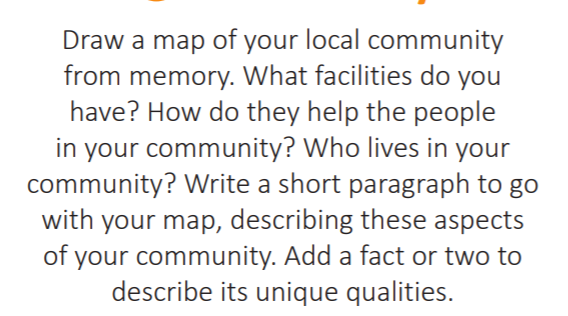 Draw a map of your local community
from memory. What facilities do you
have? How do they help the people
in your community? Who lives in your
community? Write a short paragraph to go
with your map, describing these aspects
of your community. Add a fact or two to
describe its unique qualities.